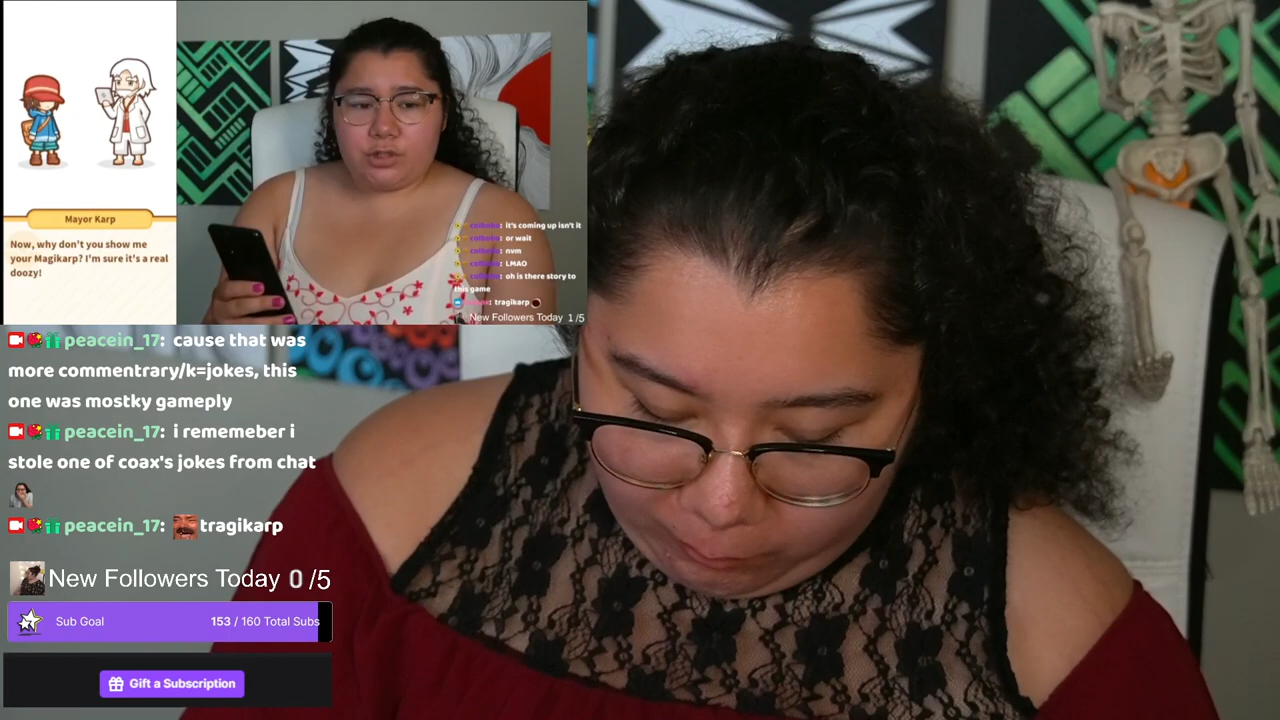 Mayor Karp
Now, why don't you show me
your Magikarp? I'm sure it's a real
doozy!
it's coming up isn't it
or wait
nvm
LMAO
oh is there story to
this game
tragikarp
New Followers Today 1 /5
peacein_17: cause that was
more commentrary/k=jokes, this
one was mostky gameply
peacein_17: i rememeber i
stole one of coax's jokes from chat
peacein_17: tragikarp
New Followers Today 0 /5
Sub Goal 153 / 160 Total Subs
Gift a Subscription